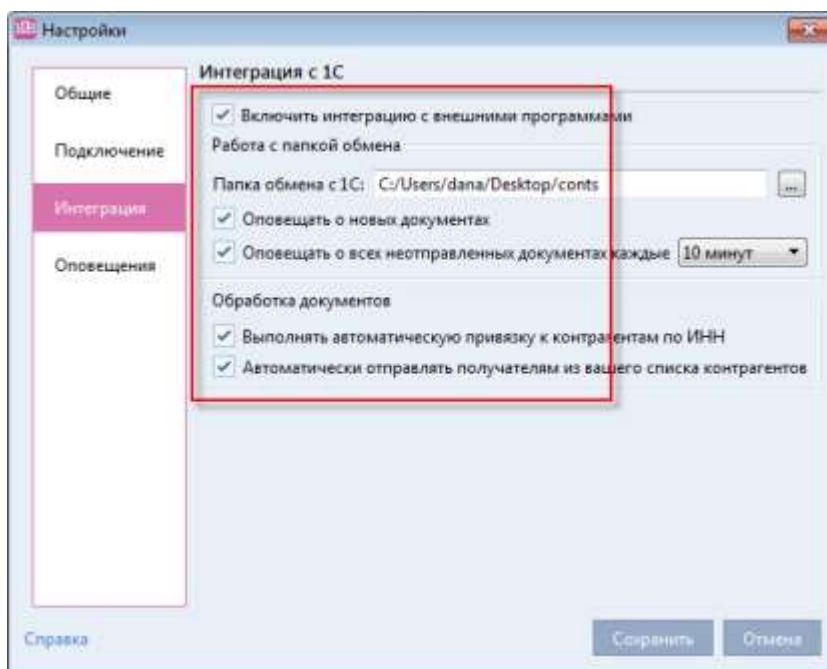 Настройки
Общие
Подключение
Интеграция
Оповещения
Интеграция с 1С
Включить интеграцию с внешними программами
Работа с папкой обмена
Папка обмена с 1С: C:/Users/dana/Desktop/conts ...
Оповещать о новых документах
Оповещать о всех неотправленных документах каждые 10 минут
Обработка документов
Выполнять автоматическую привязку к контрагентам по ИНН
Автоматически отправлять получателям из вашего списка контрагентов
Справка
Сохранить
Отмена